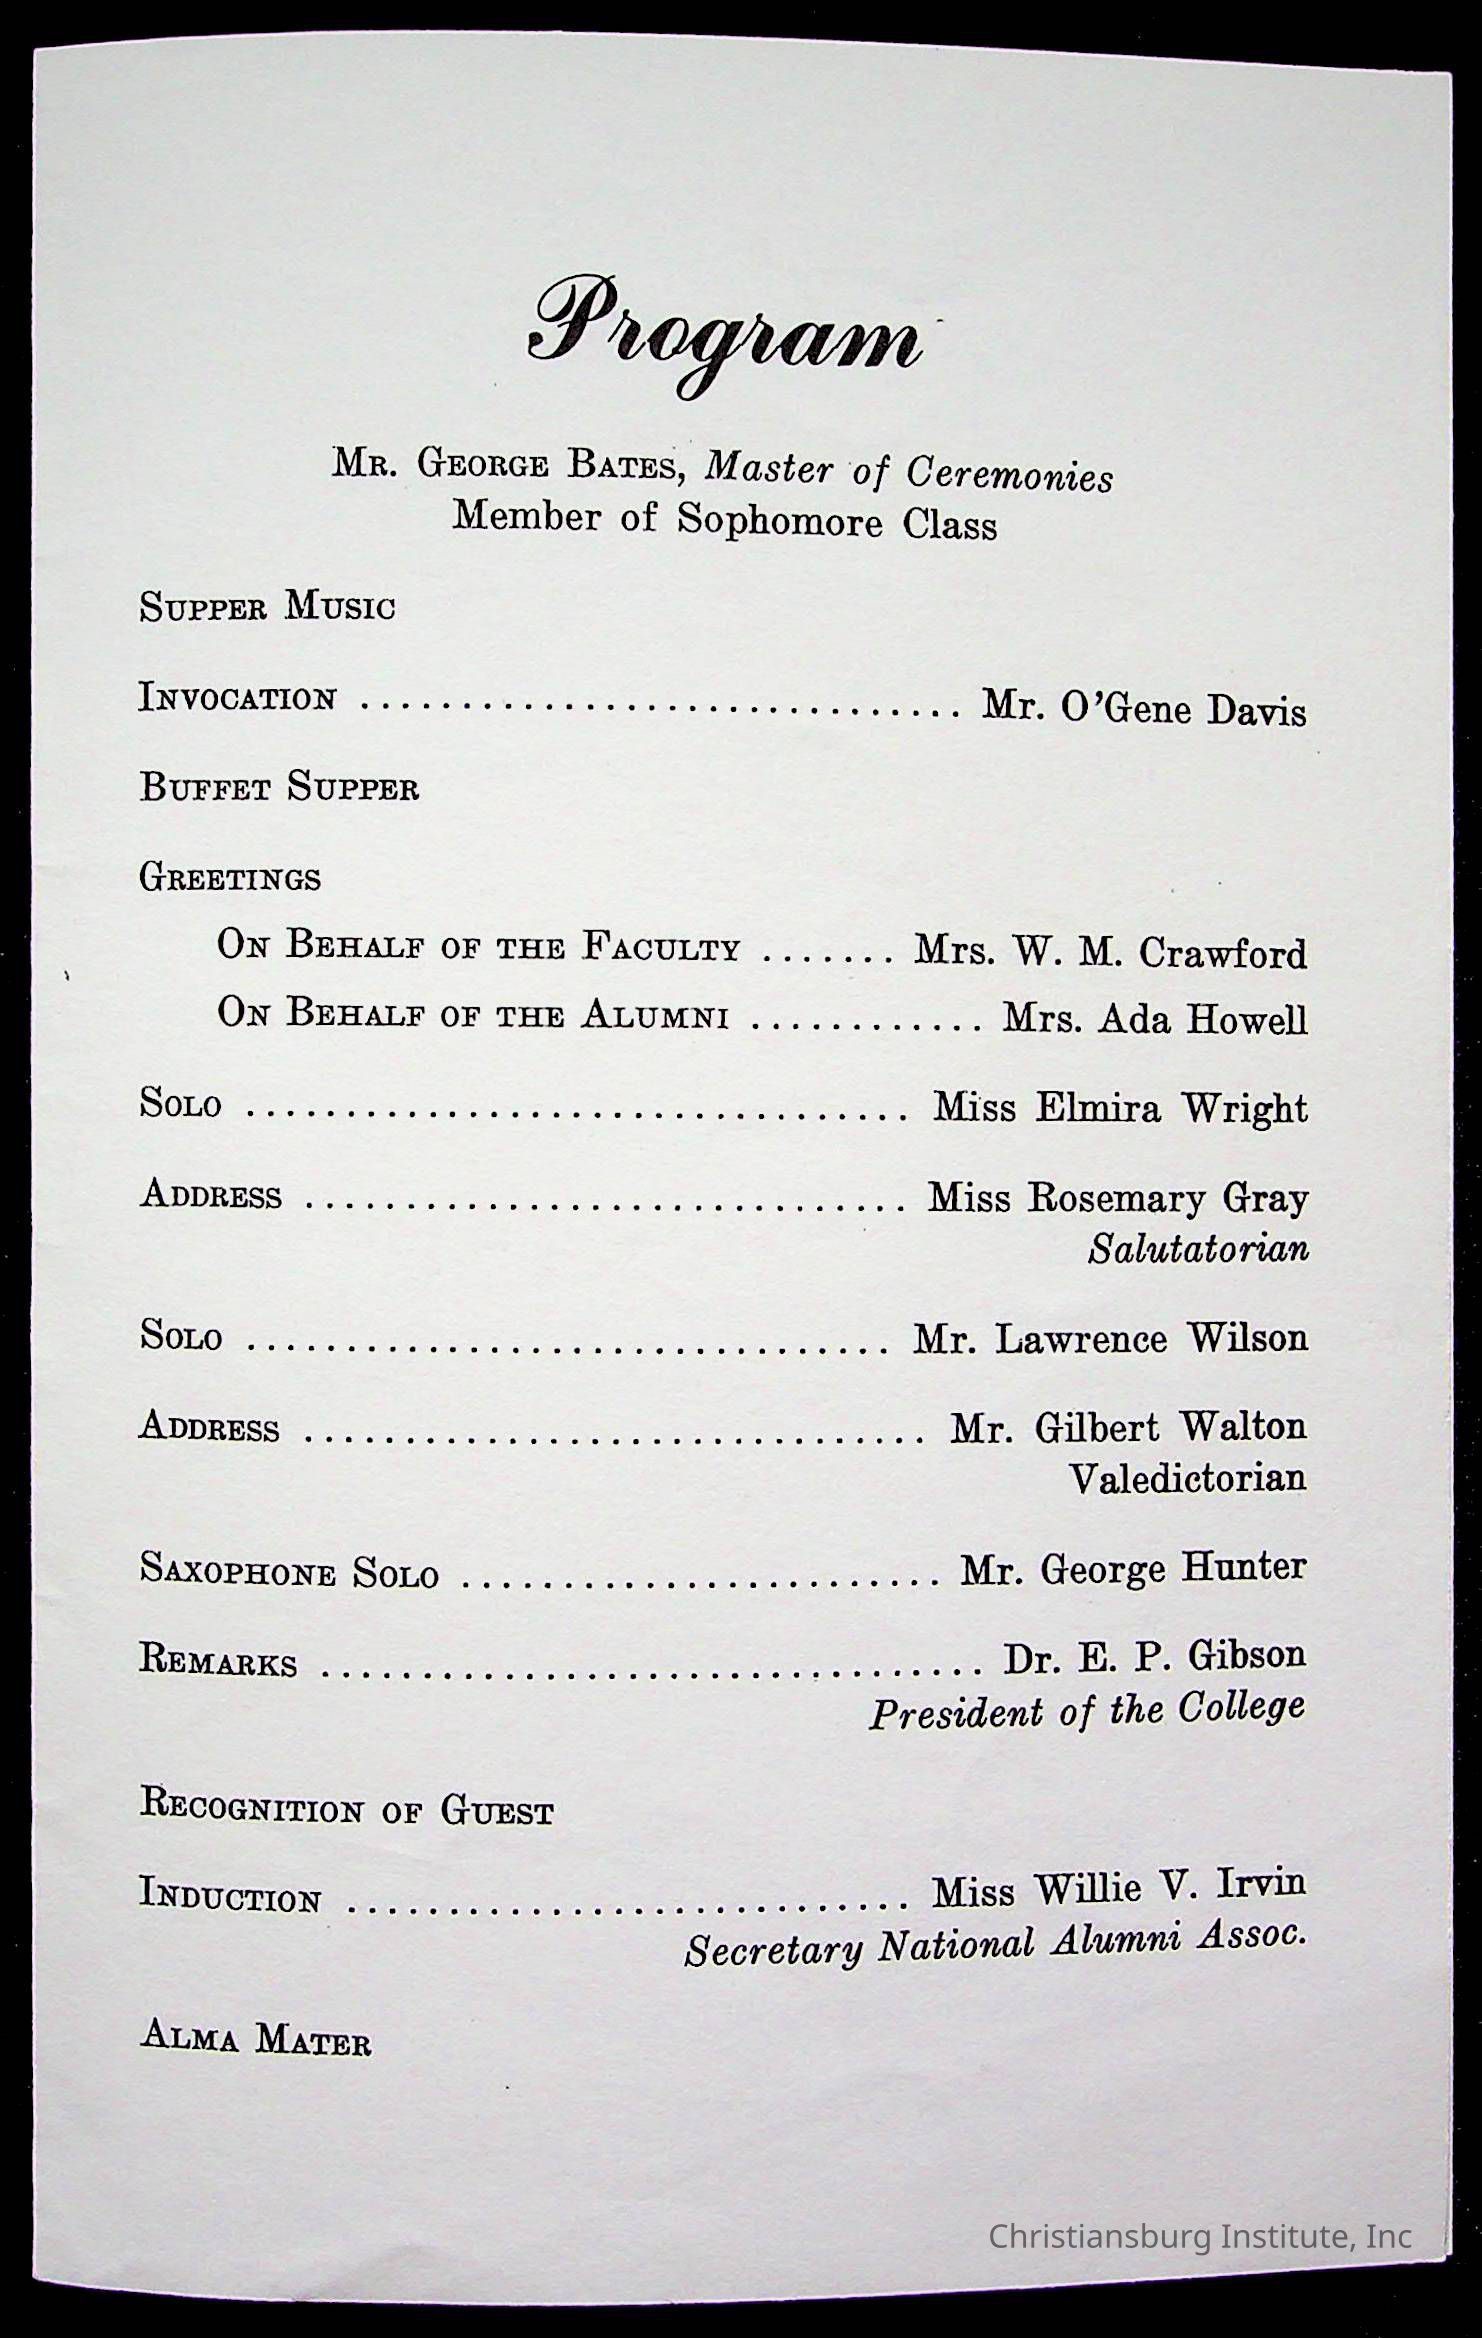 Program
Mr. George Bates, Master of Ceremonies
Member of Sophomore Class
Supper Music
Invocation .............................. Mr. O'Gene Davis
Buffet Supper
Greetings
On Behalf of the Faculty ....... Mrs. W. M. Crawford
On Behalf of the Alumni ............ Mrs. Ada Howell
Solo ................................. Miss Elmira Wright
Address .............................. Miss Rosemary Gray
Salutatorian
Solo ................................ Mr. Lawrence Wilson
Address ............................... Mr. Gilbert Walton
Valedictorian
Saxophone Solo ........................ Mr. George Hunter
Remarks ................................. Dr. E. P. Gibson
President of the College
Recognition of Guest
Induction ............................ Miss Willie V. Irvin
Secretary National Alumni Assoc.
Alma Mater
Christiansburg Institute, Inc